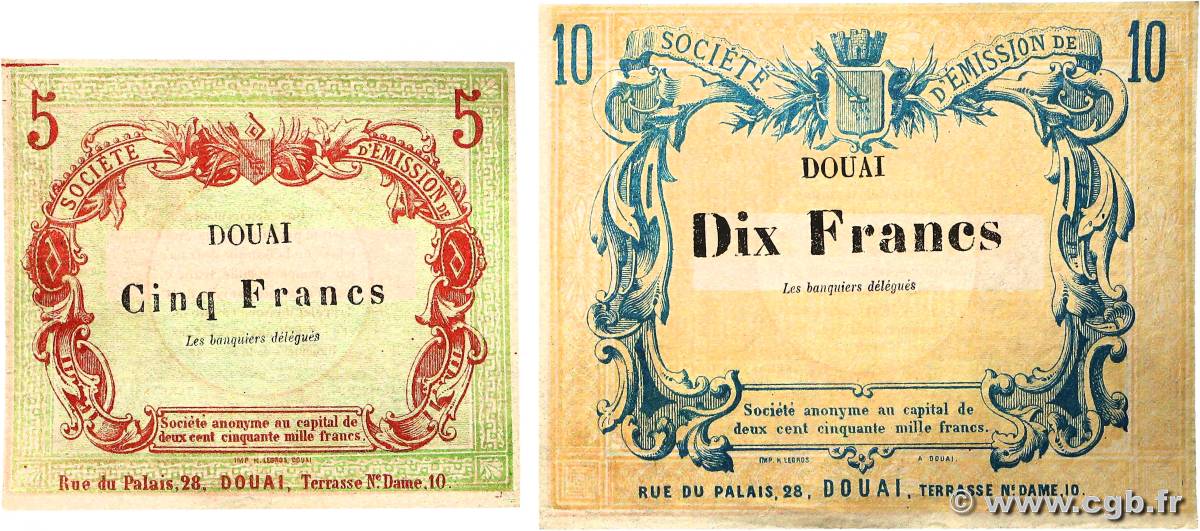 5 5
SOCIÉTÉ D'ÉMISSION DE
DOUAI
Cinq Francs
Les banquiers délégués
Société anonyme au capital de
deux cent cinquante mille francs.
IMP. H. LEGROS, DOUAI
Rue du Palais, 28, DOUAI, Terrasse Nᵉ Dame, 10.
10 10
SOCIÉTÉ D'ÉMISSION DE
DOUAI
Dix Francs
Les banquiers délégués
Société anonyme au capital de
deux cent cinquante mille francs.
IMP. H. LEGROS, A DOUAI.
RUE DU PALAIS, 28, DOUAI, TERRASSE Nᵉ DAME, 10.
© www.cgb.fr